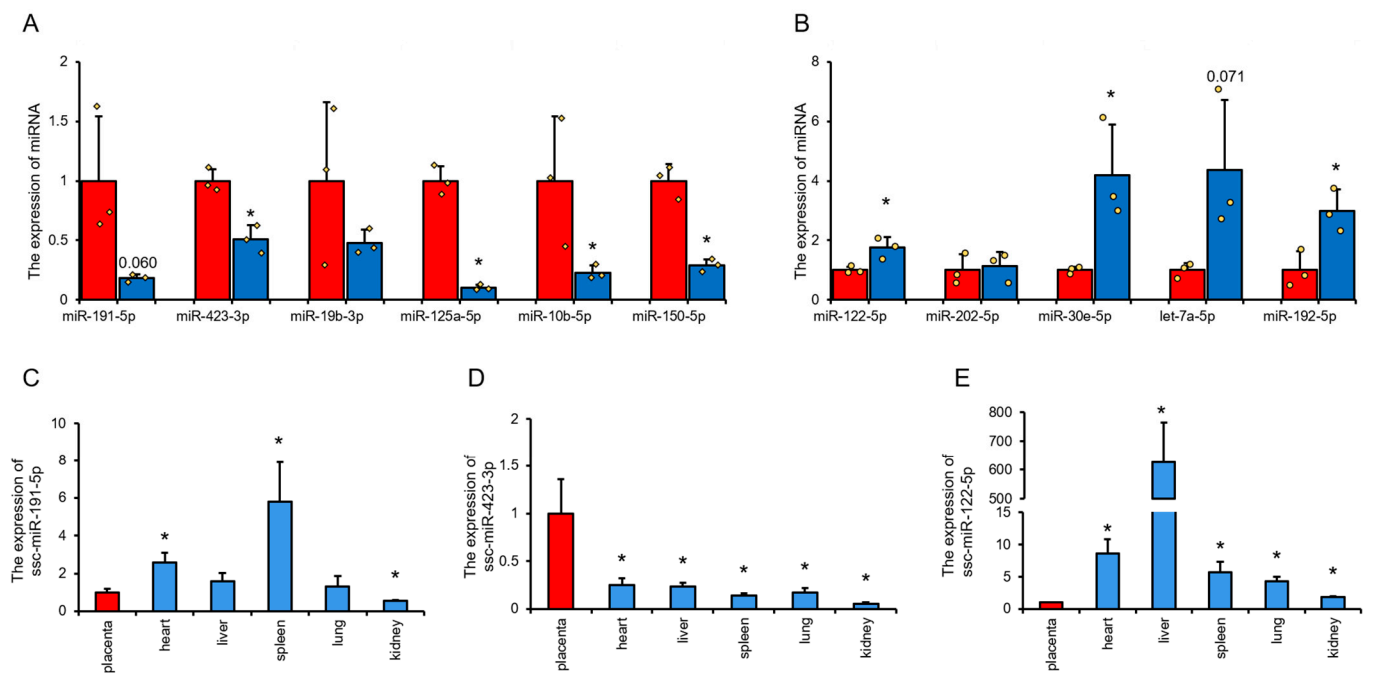 A
B
The expression of miRNA
2
1.5
1
0.5
0
0.060
*
*
*
*
miR-191-5p
miR-423-3p
miR-19b-3p
miR-125a-5p
miR-10b-5p
miR-150-5p
The expression of miRNA
8
6
4
2
0
*
*
0.071
*
miR-122-5p
miR-202-5p
miR-30e-5p
let-7a-5p
miR-192-5p
C
D
E
The expression of
ssc-miR-191-5p
10
8
6
4
2
0
*
*
*
placenta
heart
liver
spleen
lung
kidney
The expression of
ssc-miR-423-3p
2
1.5
1
0.5
0
*
*
*
*
*
placenta
heart
liver
spleen
lung
kidney
The expression of
ssc-miR-122-5p
800
700
600
500
15
10
5
0
*
*
*
*
*
placenta
heart
liver
spleen
lung
kidney